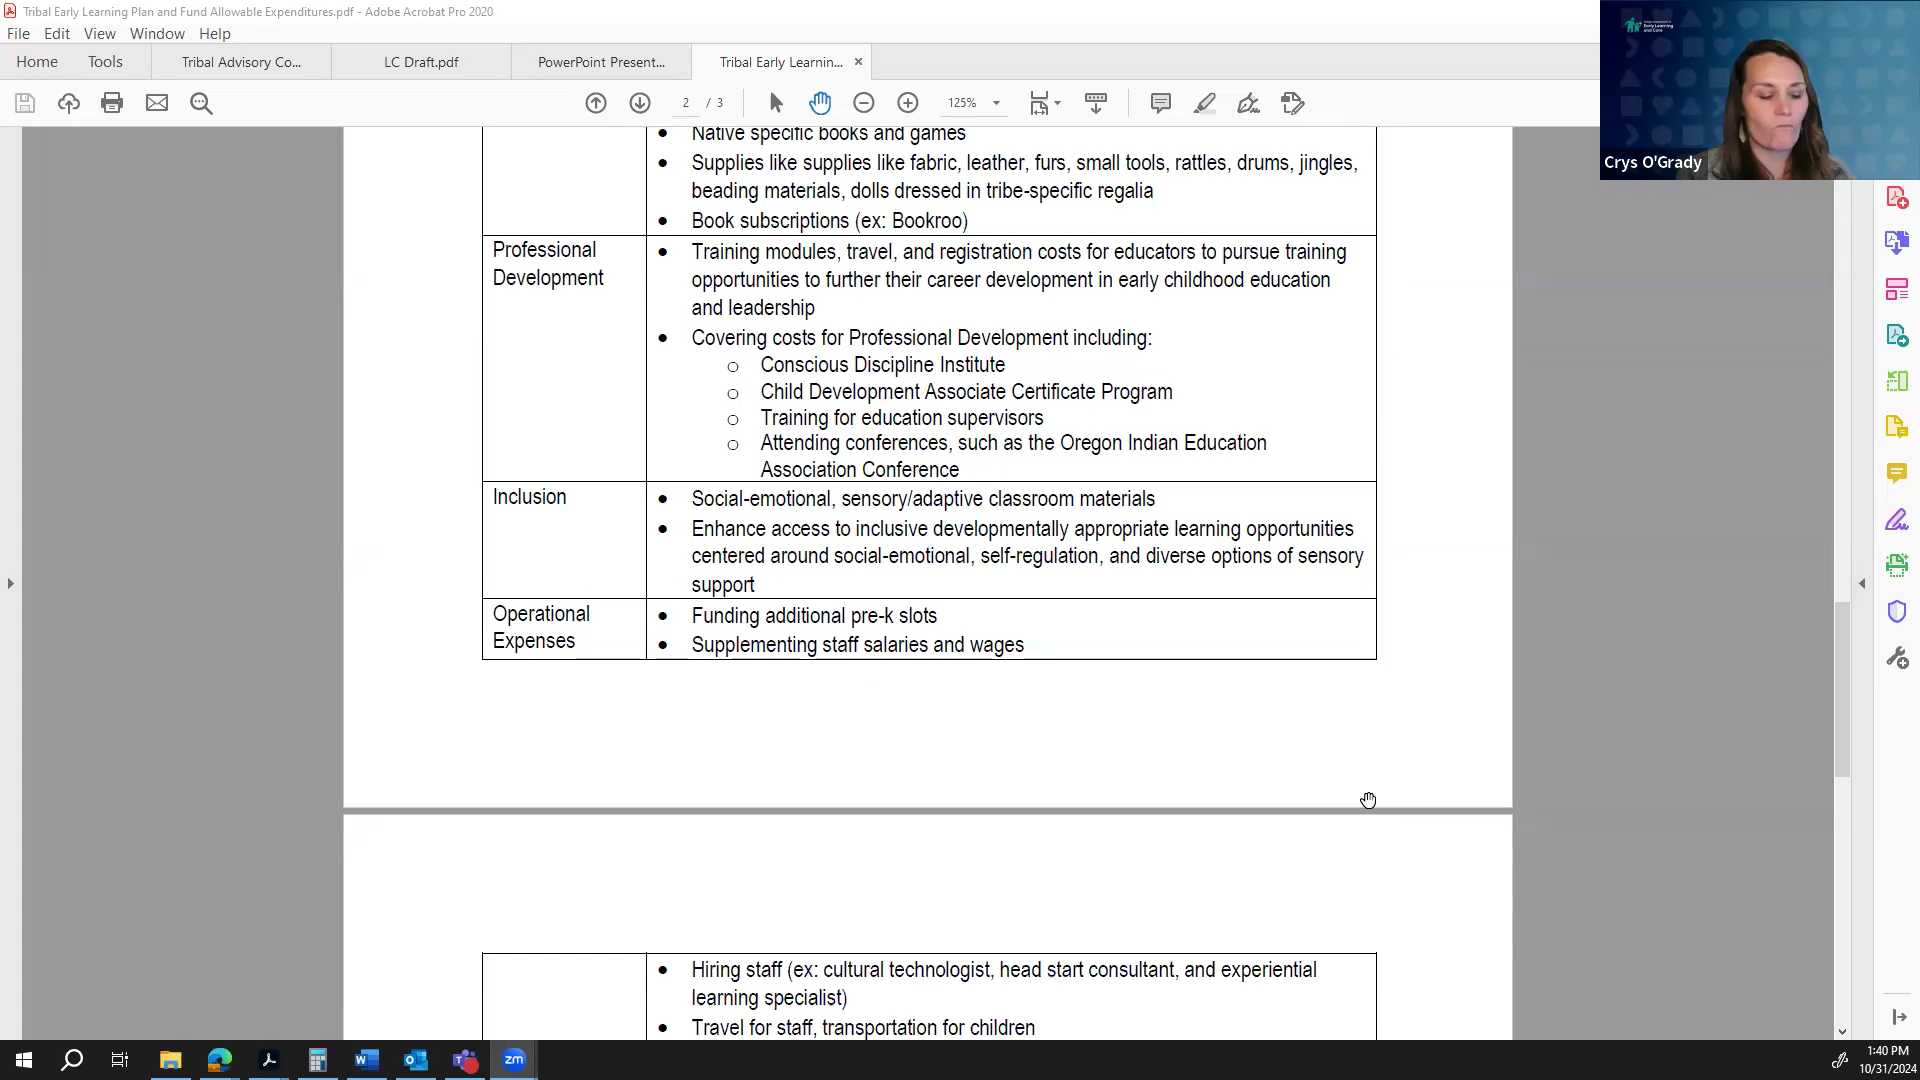 Tribal Early Learning Plan and Fund Allowable Expenditures.pdf - Adobe Acrobat Pro 2020
File Edit View Window Help
Home Tools Tribal Advisory Co... LC Draft.pdf PowerPoint Present... Tribal Early Learnin... ×
2 / 3 125%
Early Learning
and Care
Crys O'Grady
Native specific books and games
Supplies like supplies like fabric, leather, furs, small tools, rattles, drums, jingles,
beading materials, dolls dressed in tribe-specific regalia
Book subscriptions (ex: Bookroo)
Professional
Development
Training modules, travel, and registration costs for educators to pursue training
opportunities to further their career development in early childhood education
and leadership
Covering costs for Professional Development including:
Conscious Discipline Institute
Child Development Associate Certificate Program
Training for education supervisors
Attending conferences, such as the Oregon Indian Education
Association Conference
Inclusion
Social-emotional, sensory/adaptive classroom materials
Enhance access to inclusive developmentally appropriate learning opportunities
centered around social-emotional, self-regulation, and diverse options of sensory
support
Operational
Expenses
Funding additional pre-k slots
Supplementing staff salaries and wages
Hiring staff (ex: cultural technologist, head start consultant, and experiential
learning specialist)
Travel for staff, transportation for children
zm
1:40 PM
10/31/2024